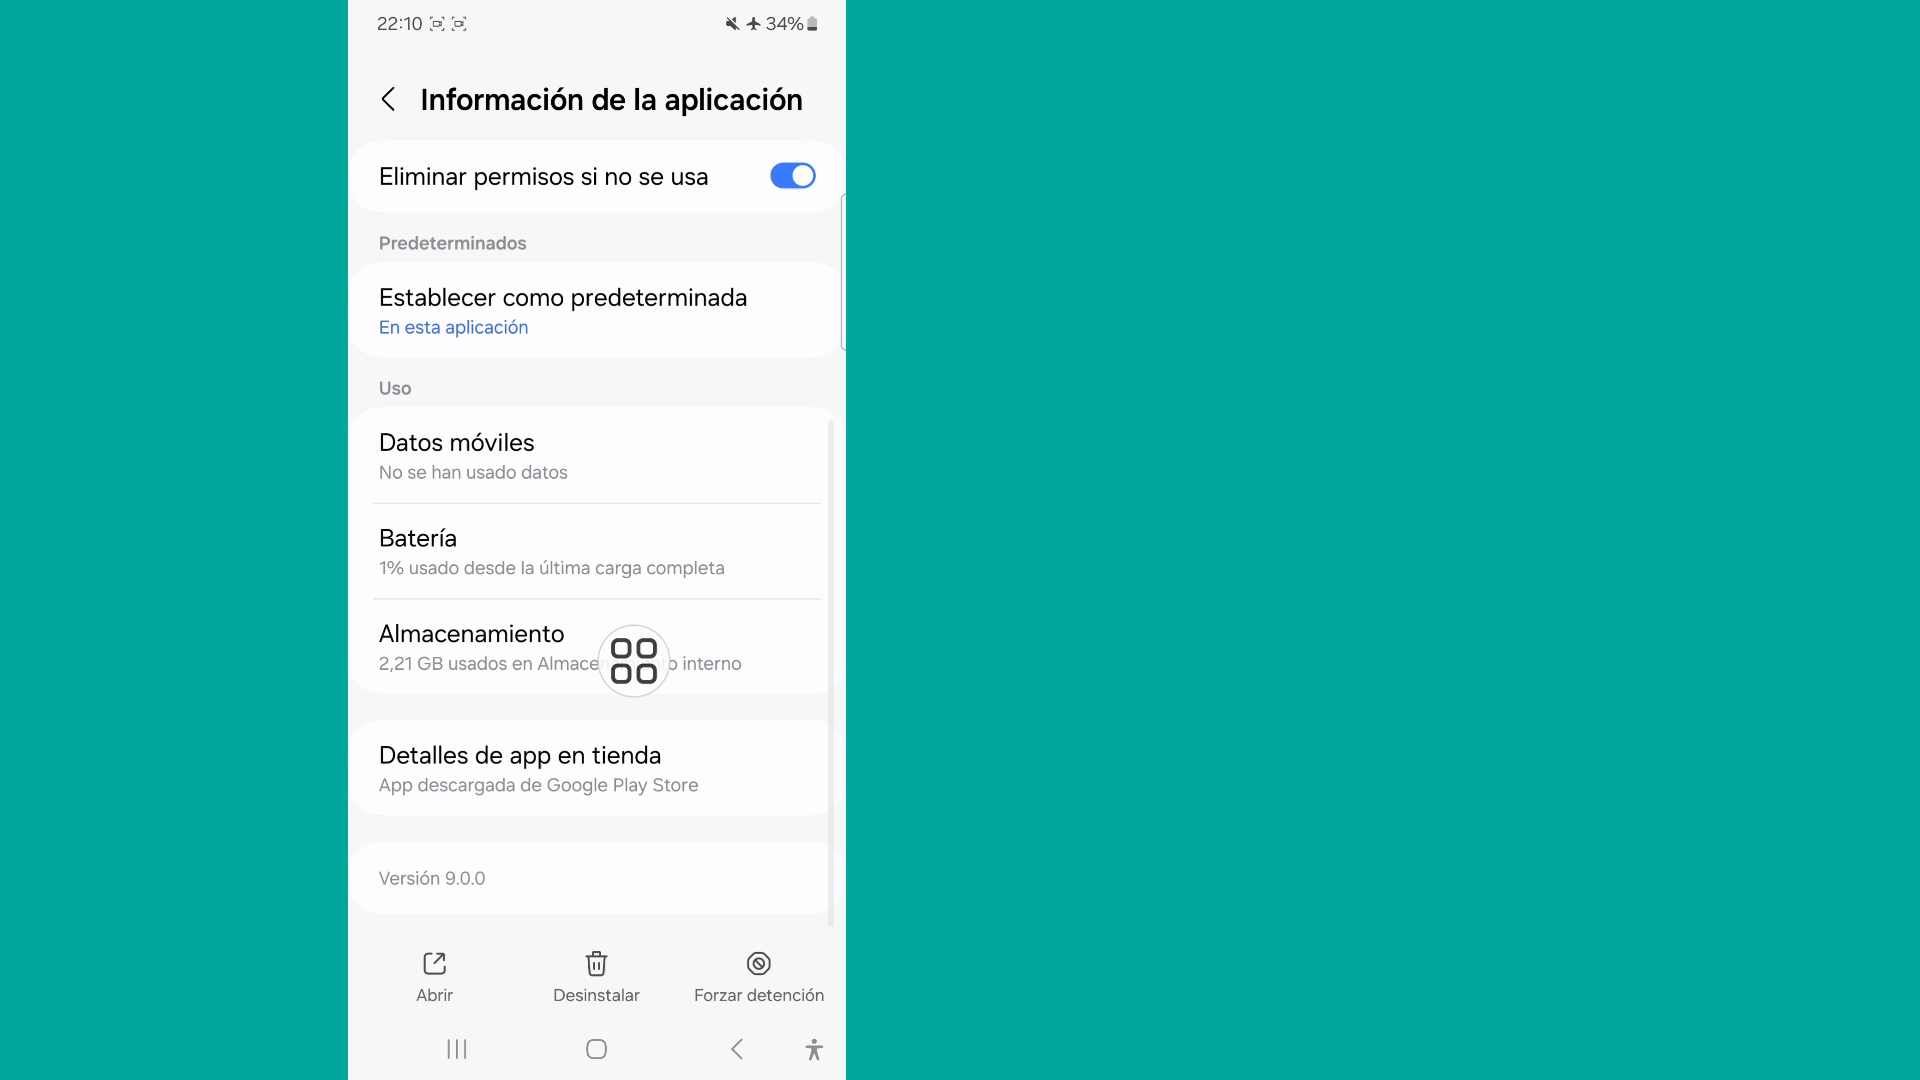 22:10 34%
Información de la aplicación
Eliminar permisos si no se usa
Predeterminados
Establecer como predeterminada
En esta aplicación
Uso
Datos móviles
No se han usado datos
Batería
1% usado desde la última carga completa
Almacenamiento
2,21 GB usados en interno
Detalles de app en tienda
App descargada de Google Play Store
Versión 9.0.0
Abrir Desinstalar Forzar detención